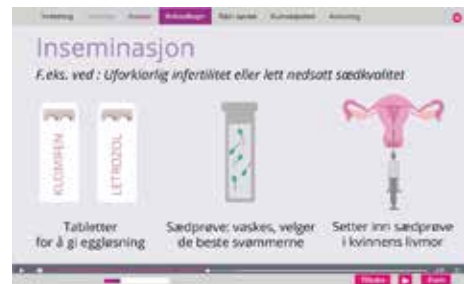 Behandlinger
Inseminasjon
F.eks. ved : Uforklarlig infertilitet eller lett nedsatt sædkvalitet
KLOMIFEN
LETROZOL
Tabletter
for å gi eggløsning
Sædprøve: vaskes, velger
de beste svømmerne
Setter inn sædprøve
i kvinnens livmor